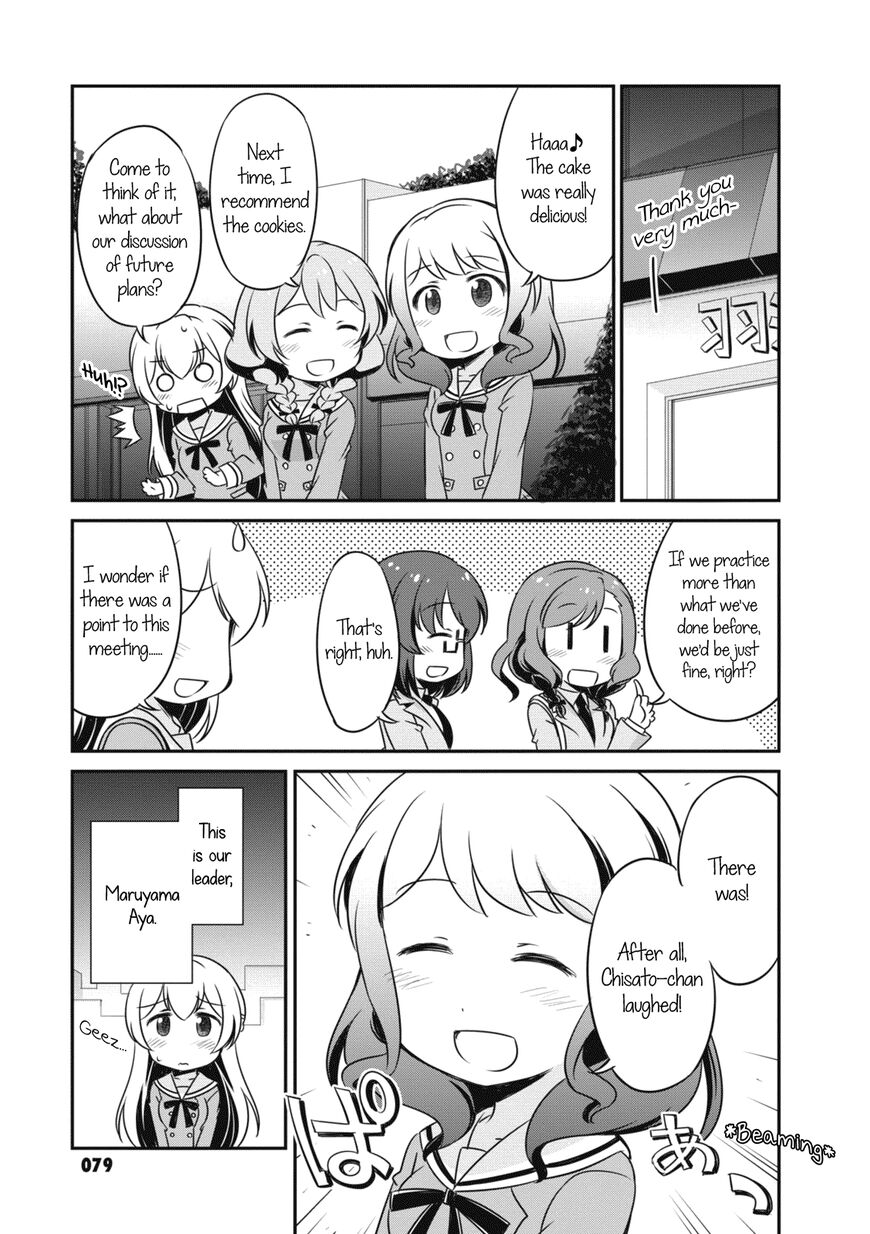 Thank you
very much-
羽
Haaa♪
The cake
was really
delicious!
Next
time, I
recommend
the cookies.
Come to
think of it,
what about
our discussion
of future
plans?
Huh!?
If we practice
more than
what we've
done before,
we'd be just
fine, right?
That's
right, huh.
I wonder if
there was a
point to this
meeting......
There
was!
After all,
Chisato-chan
laughed!
ぱぁっ
*Beaming*
This
is our
leader,
Maruyama
Aya.
Geez...
079